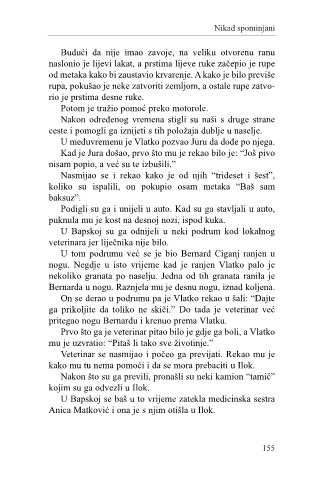 Nikad spominjani
Budući da nije imao zavoje, na veliku otvorenu ranu
naslonio je lijevi lakat, a prstima lijeve ruke začepio je rupe
od metaka kako bi zaustavio krvarenje. A kako je bilo previše
rupa, pokušao je neke zatvoriti zemljom, a ostale rupe zatvo-
rio je prstima desne ruke.
Potom je tražio pomoć preko motorole.
Nakon određenog vremena stigli su naši s druge strane
ceste i pomogli ga iznijeti s tih položaja dublje u naselje.
U međuvremenu je Vlatko pozvao Juru da dođe po njega.
Kad je Jura došao, prvo što mu je rekao bilo je: “Još pivo
nisam popio, a već su te izbušili.”
Nasmijao se i rekao kako je od njih “trideset i šest”,
koliko su ispalili, on pokupio osam metaka “Baš sam
baksuz”.
Podigli su ga i unijeli u auto. Kad su ga stavljali u auto,
puknula mu je kost na desnoj nozi, ispod kuka.
U Bapskoj su ga odnijeli u neki podrum kod lokalnog
veterinara jer liječnika nije bilo.
U tom podrumu već se je bio Bernard Ciganj ranjen u
nogu. Negdje u isto vrijeme kad je ranjen Vlatko palo je
nekoliko granata po naselju. Jedna od tih granata ranila je
Bernarda u nogu. Raznjela mu je desnu nogu, iznad koljena.
On se derao u podrumu pa je Vlatko rekao u šali: “Dajte
ga prikoljite da toliko ne skiči.” Do tada je veterinar već
pritegao nogu Bernardu i krenuo prema Vlatku.
Prvo što ga je veterinar pitao bilo je gdje ga boli, a Vlatko
mu je uzvratio: “Pitaš li tako sve životinje.”
Veterinar se nasmijao i počeo ga previjati. Rekao mu je
kako mu tu nema pomoći i da se mora prebaciti u Ilok.
Nakon što su ga previli, pronašli su neki kamion “tamić”
kojim su ga odvezli u Ilok.
U Bapskoj se baš u to vrijeme zatekla medicinska sestra
Anica Matković i ona je s njim otišla u Ilok.
155